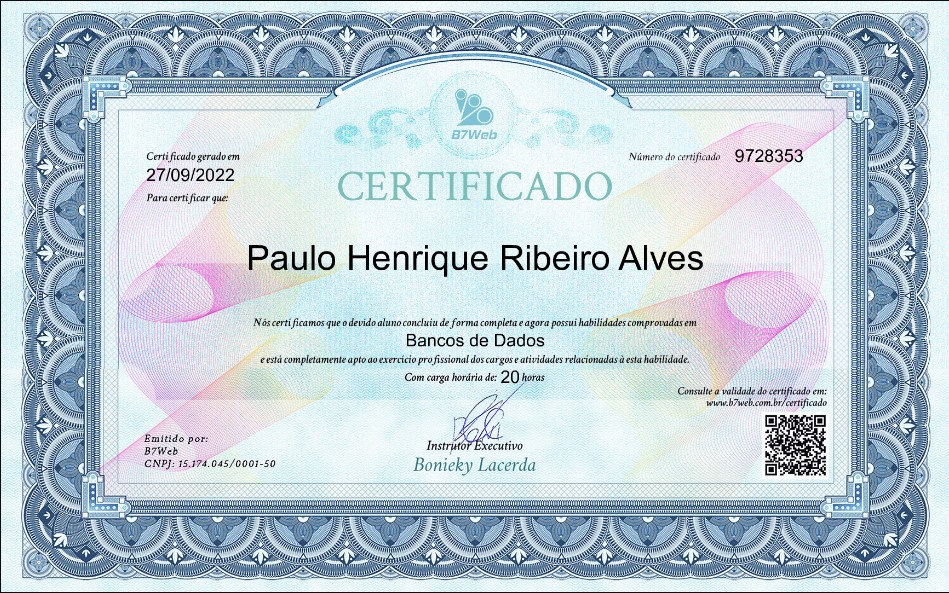 B7Web
Certificado gerado em
27/09/2022
Para certificar que:
Número do certificado 9728353
CERTIFICADO
Paulo Henrique Ribeiro Alves
Nós certificamos que o devido aluno concluiu de forma completa e agora possui habilidades comprovadas em
Bancos de Dados
e está completamente apto ao exercício profissional dos cargos e atividades relacionadas à esta habilidade.
Com carga horária de: 20 horas
Consulte a validade do certificado em:
www.b7web.com.br/certificado
Emitido por:
B7Web
CNPJ: 15.174.045/0001-50
Instrutor Executivo
Bonieky Lacerda